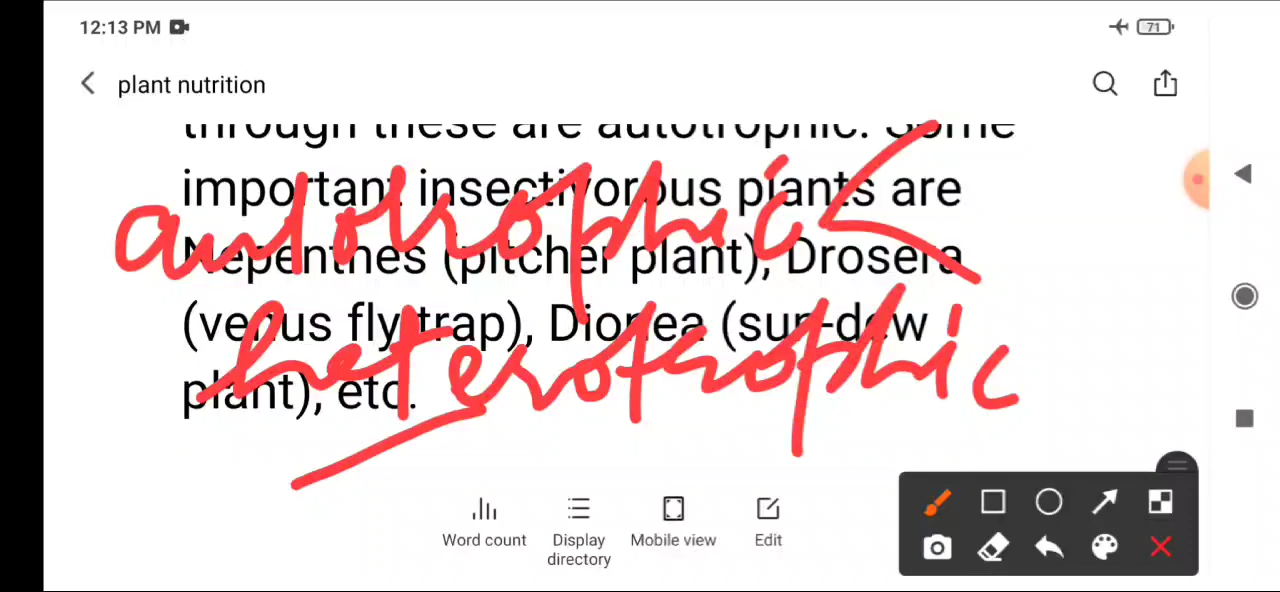 12:13 PM 71
plant nutrition
through these are autotrophic. Some
important insectivorous plants are
autotrophic
Nepenthes (pitcher plant), Drosera
(venus fly trap), Dionea (sun-dew
heterotrophic
plant), etc.
Word count Display directory Mobile view Edit